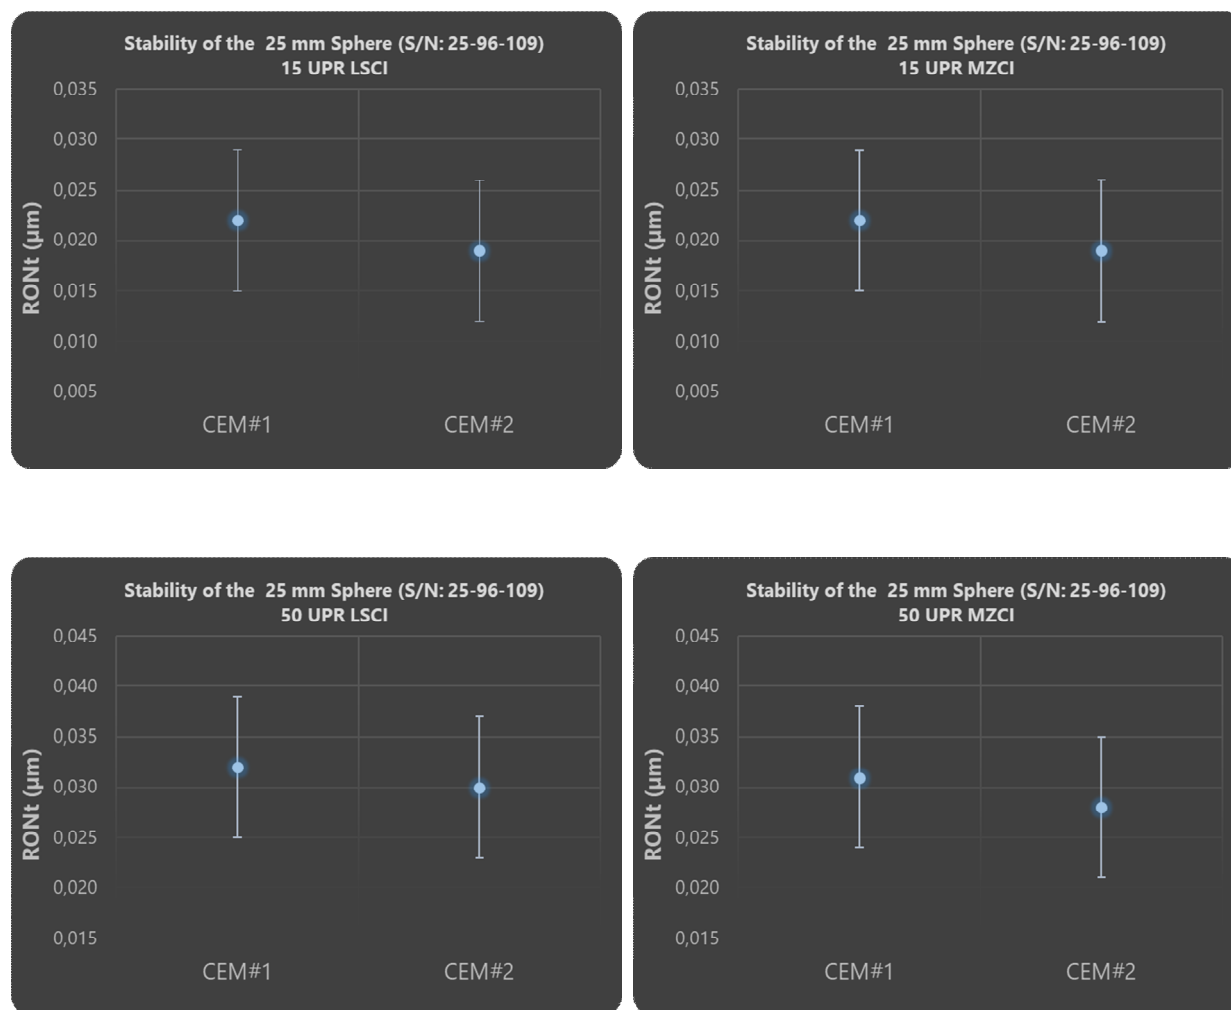 Stability of the  25 mm Sphere (S/N: 25-96-109)
15 UPR LSCI
0,035
0,030
0,025
0,020
0,015
0,010
0,005
RONt (μm)
CEM#1
CEM#2
Stability of the  25 mm Sphere (S/N: 25-96-109)
15 UPR MZCI
0,035
0,030
0,025
0,020
0,015
0,010
0,005
RONt (μm)
CEM#1
CEM#2
Stability of the  25 mm Sphere (S/N: 25-96-109)
50 UPR LSCI
0,045
0,040
0,035
0,030
0,025
0,020
0,015
RONt (μm)
CEM#1
CEM#2
Stability of the  25 mm Sphere (S/N: 25-96-109)
50 UPR MZCI
0,045
0,040
0,035
0,030
0,025
0,020
0,015
RONt (μm)
CEM#1
CEM#2